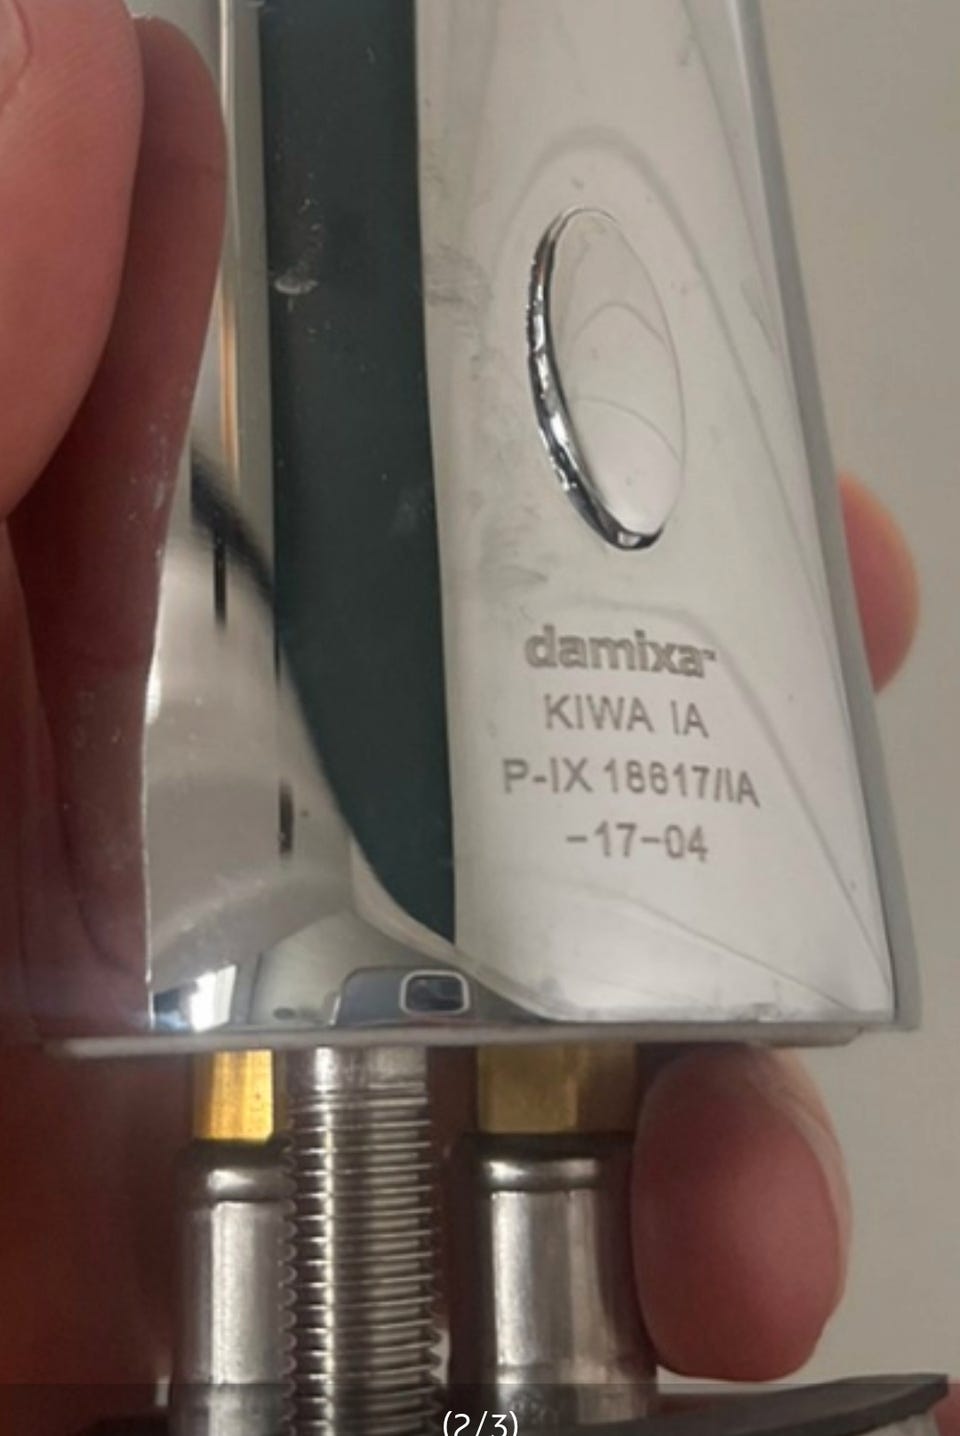 damixa
KIWA IA
P-IX 18617/IA
-17-04
(2/3)